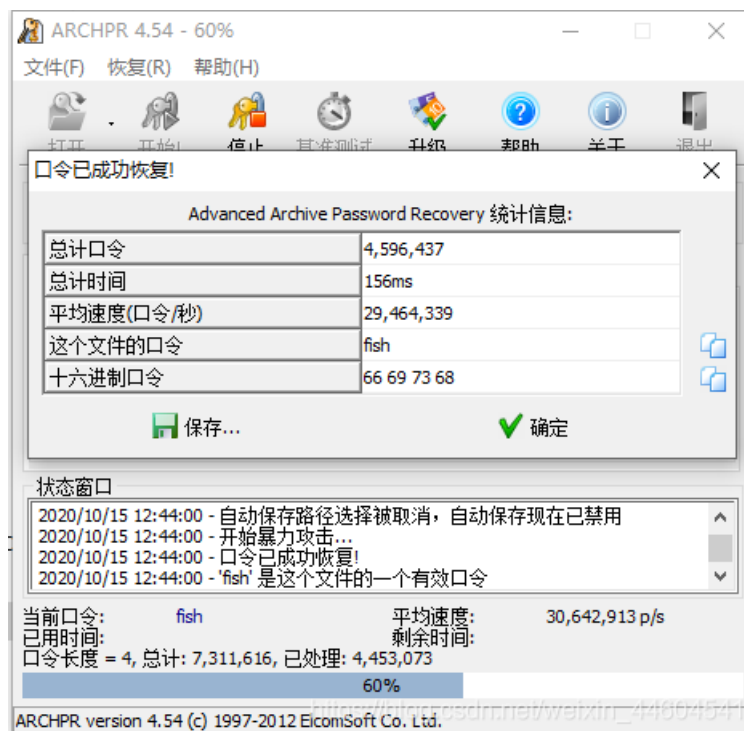 ARCHPR 4.54 - 60%
文件(F) 恢复(R) 帮助(H)
打开 开始! 停止 基准测试 升级 帮助 关于 退出
口令已成功恢复!
Advanced Archive Password Recovery 统计信息:
总计口令 4,596,437
总计时间 156ms
平均速度(口令/秒) 29,464,339
这个文件的口令 fish
十六进制口令 66 69 73 68
保存... 确定
状态窗口
2020/10/15 12:44:00 - 自动保存路径选择被取消，自动保存现在已禁用
2020/10/15 12:44:00 - 开始暴力攻击...
2020/10/15 12:44:00 - 口令已成功恢复!
2020/10/15 12:44:00 - 'fish' 是这个文件的一个有效口令
当前口令: fish 平均速度: 30,642,913 p/s
已用时间: 剩余时间:
口令长度 = 4, 总计: 7,311,616, 已处理: 4,453,073
60%
ARCHPR version 4.54 (c) 1997-2012 ElcomSoft Co. Ltd.
https://blog.csdn.net/weixin_44604541